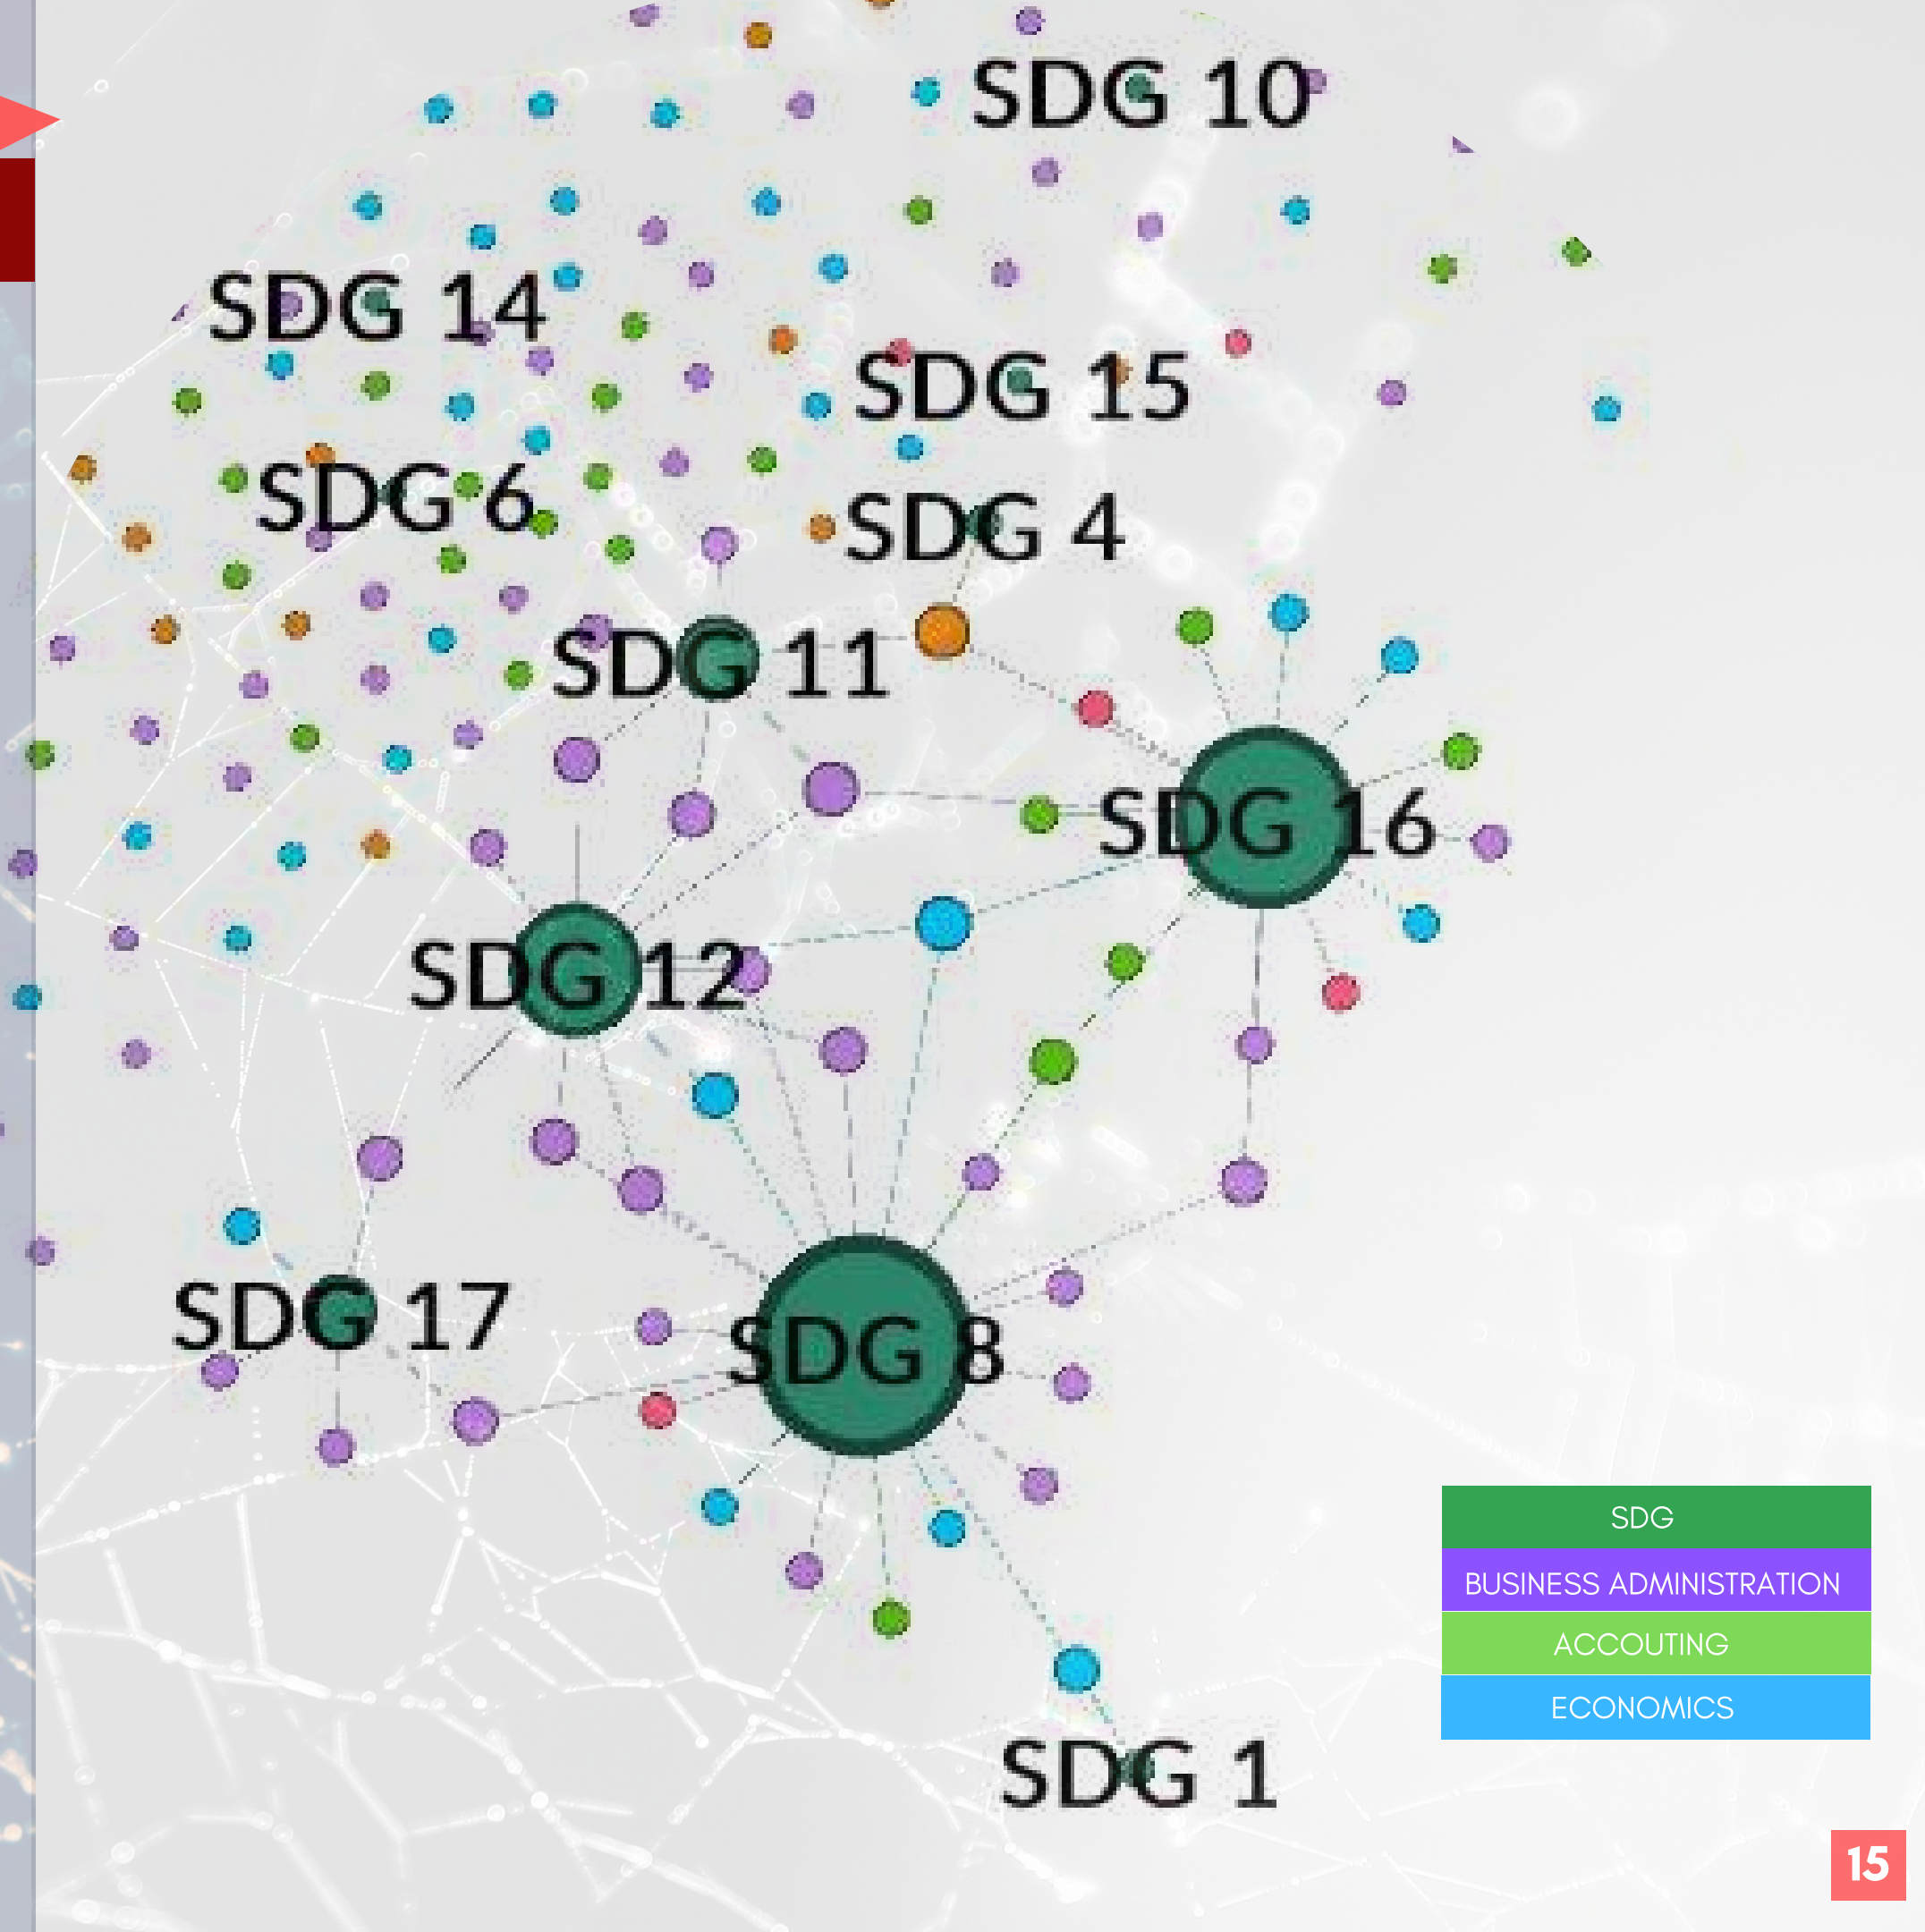 SDG 10
SDG 14
SDG 15
SDG 6
SDG 4
SDG 11
SDG 16
SDG 12
SDG 17
SDG 8
SDG
BUSINESS ADMINISTRATION
ACCOUTING
ECONOMICS
SDG 1
15